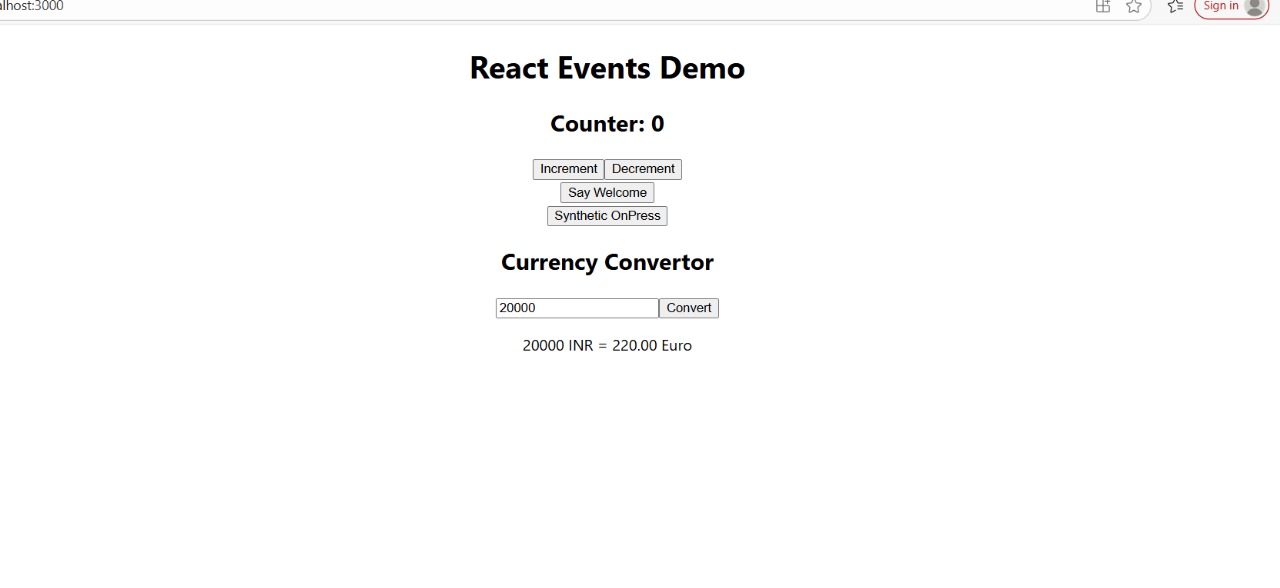 alhost:3000
Sign in
React Events Demo
Counter: 0
Increment Decrement
Say Welcome
Synthetic OnPress
Currency Convertor
20000 Convert
20000 INR = 220.00 Euro